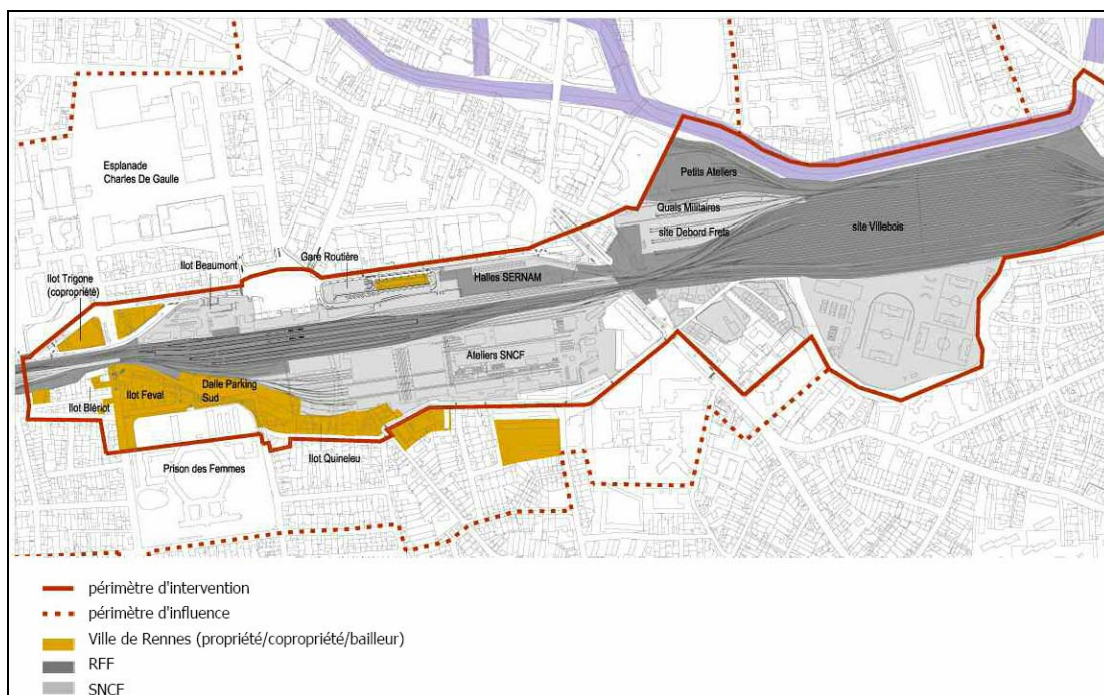 Esplanade
Charles De Gaulle
Petits Ateliers
Quais Militaires
site Debord Frets
site Villebois
Ilot Trigone
(copropriété)
Ilot Beaumont
Gare Routière
Halles SERNAM
Ateliers SNCF
Dalle Parking
Sud
Ilot Feval
Ilot Blériot
Ilot Quineleu
Prison des Femmes
périmètre d'intervention
périmètre d'influence
Ville de Rennes (propriété/copropriété/bailleur)
RFF
SNCF